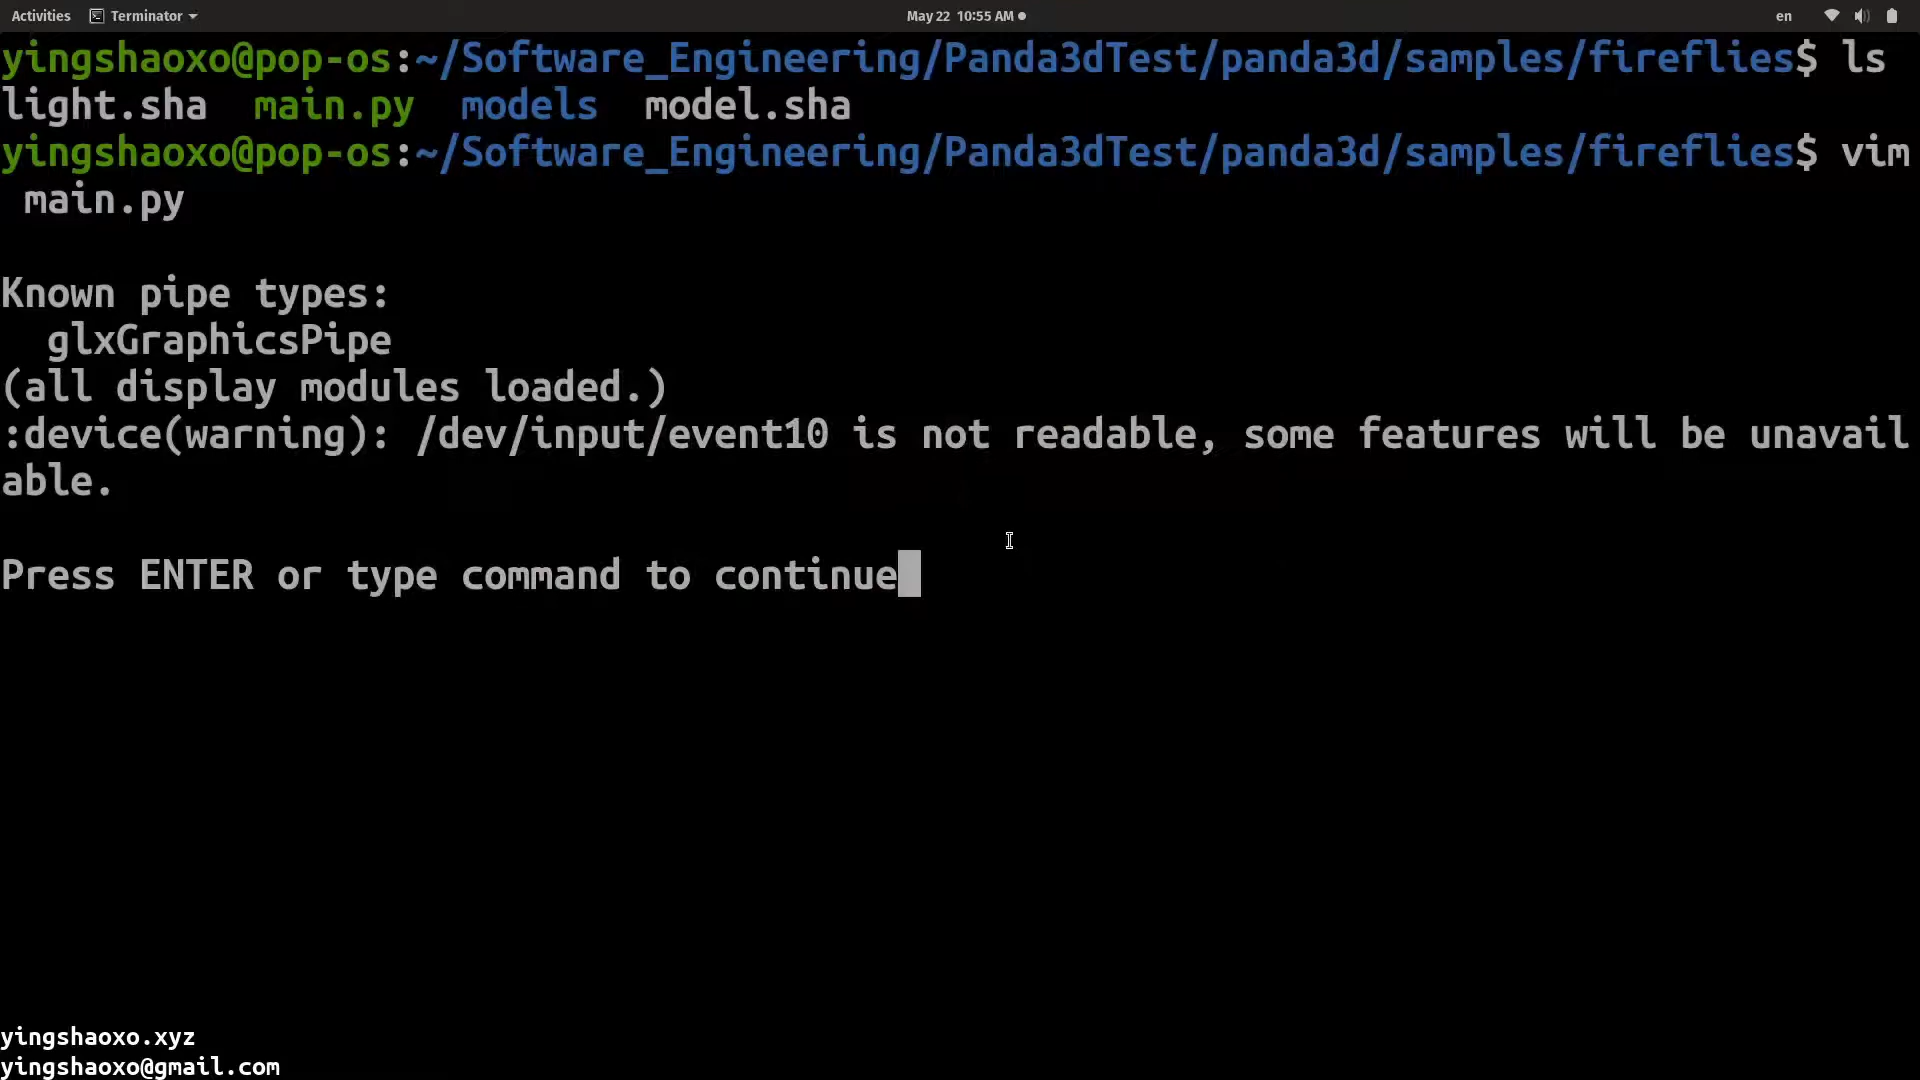 Activities Terminator May 22 10:55 AM en
yingshaoxo@pop-os:~/Software_Engineering/Panda3dTest/panda3d/samples/fireflies$ ls
light.sha main.py models model.sha
yingshaoxo@pop-os:~/Software_Engineering/Panda3dTest/panda3d/samples/fireflies$ vim
main.py
Known pipe types:
glxGraphicsPipe
(all display modules loaded.)
:device(warning): /dev/input/event10 is not readable, some features will be unavail
able.
Press ENTER or type command to continue
yingshaoxo.xyz
yingshaoxo@gmail.com